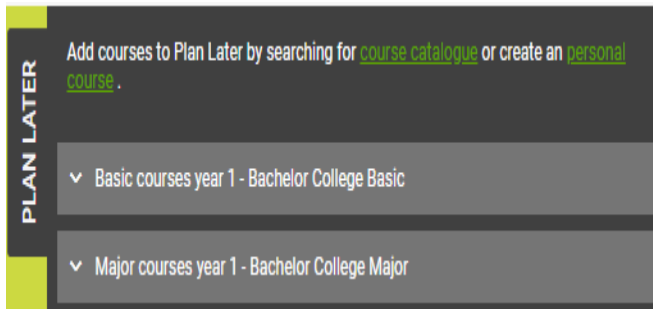 PLAN LATER
Add courses to Plan Later by searching for course catalogue or create an personal
course .
Basic courses year 1 - Bachelor College Basic
Major courses year 1 - Bachelor College Major